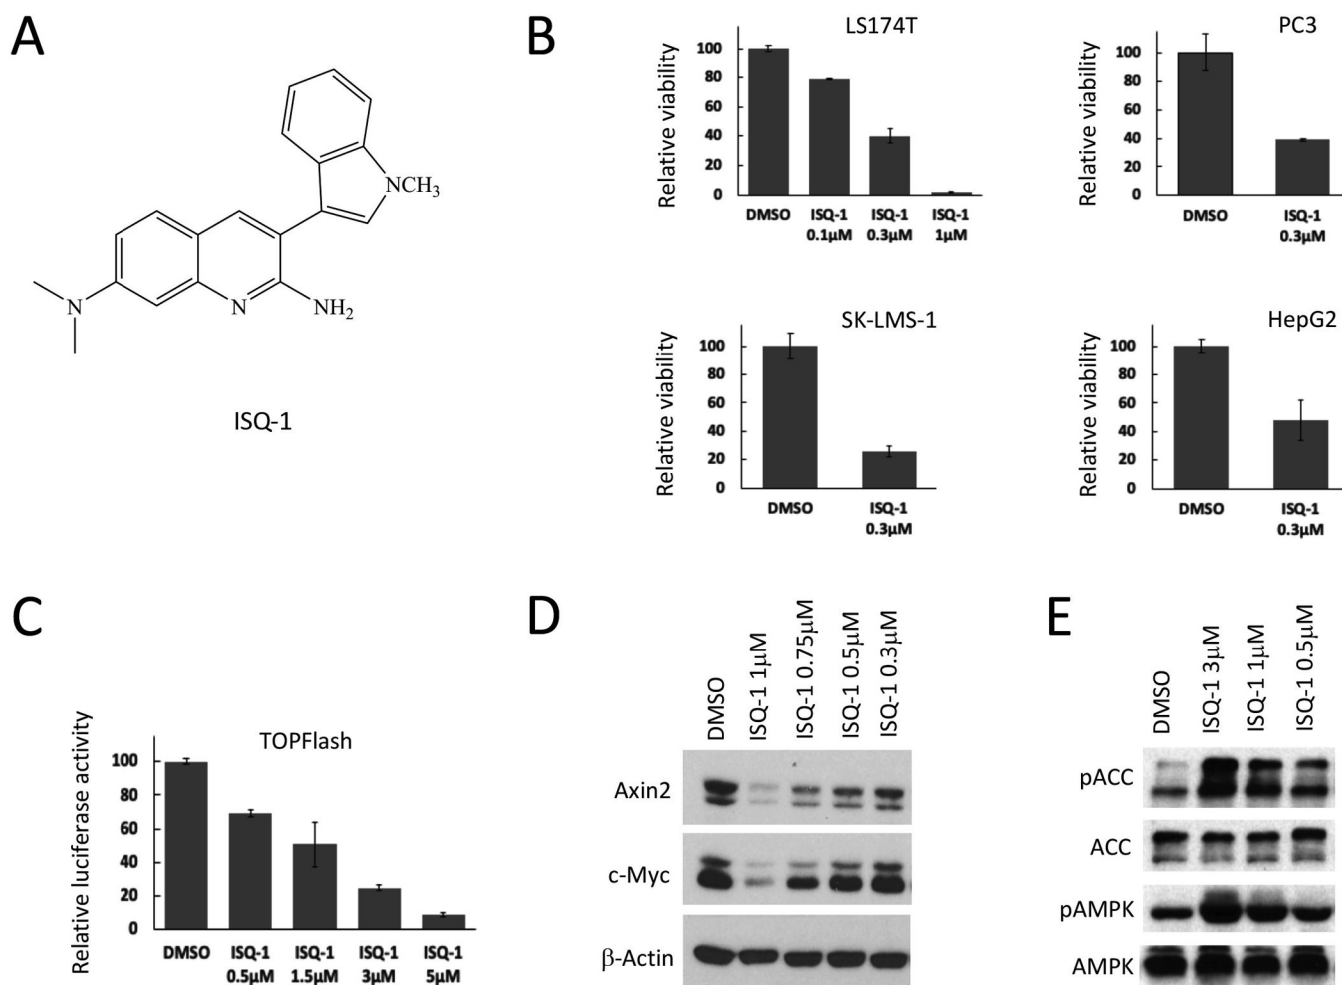 A
NCH3
N
N
NH2
ISQ-1
B
LS174T
Relative viability
100
80
60
40
20
0
DMSO
ISQ-1
0.1µM
ISQ-1
0.3µM
ISQ-1
1µM
PC3
Relative viability
100
80
60
40
20
0
DMSO
ISQ-1
0.3µM
SK-LMS-1
Relative viability
100
80
60
40
20
0
DMSO
ISQ-1
0.3µM
HepG2
Relative viability
100
80
60
40
20
0
DMSO
ISQ-1
0.3µM
C
TOPFlash
Relative luciferase activity
100
80
60
40
20
0
DMSO
ISQ-1
0.5µM
ISQ-1
1.5µM
ISQ-1
3µM
ISQ-1
5µM
D
DMSO
ISQ-1 1µM
ISQ-1 0.75µM
ISQ-1 0.5µM
ISQ-1 0.3µM
Axin2
c-Myc
β-Actin
E
DMSO
ISQ-1 3µM
ISQ-1 1µM
ISQ-1 0.5µM
pACC
ACC
pAMPK
AMPK